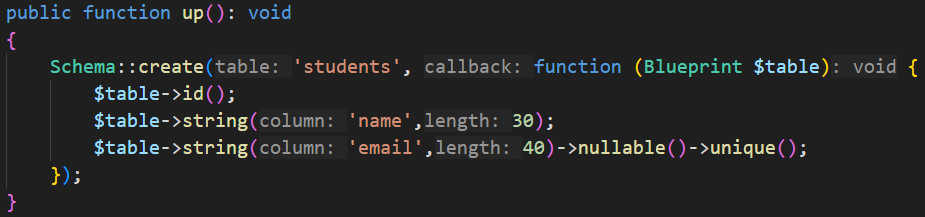 public function up(): void
{
    Schema::create(table: 'students', callback: function (Blueprint $table): void {
        $table->id();
        $table->string(column: 'name',length: 30);
        $table->string(column: 'email',length: 40)->nullable()->unique();
    });
}